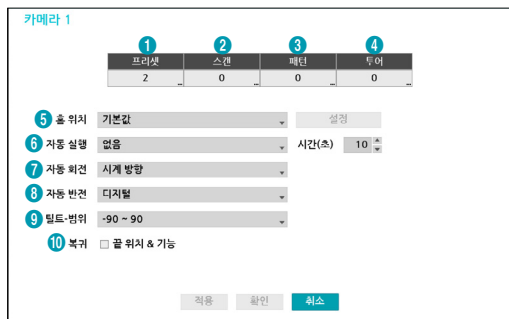 카메라 1
1 2 3 4
프리셋 스캔 패턴 투어
2 ... 0 ... 0 ... 0 ...
5 홈 위치 기본값 설정
6 자동 실행 없음 시간(초) 10
7 자동 회전 시계 방향
8 자동 반전 디지털
9 틸트-범위 -90 ~ 90
10 복귀 끝 위치 & 기능
적용 확인 취소